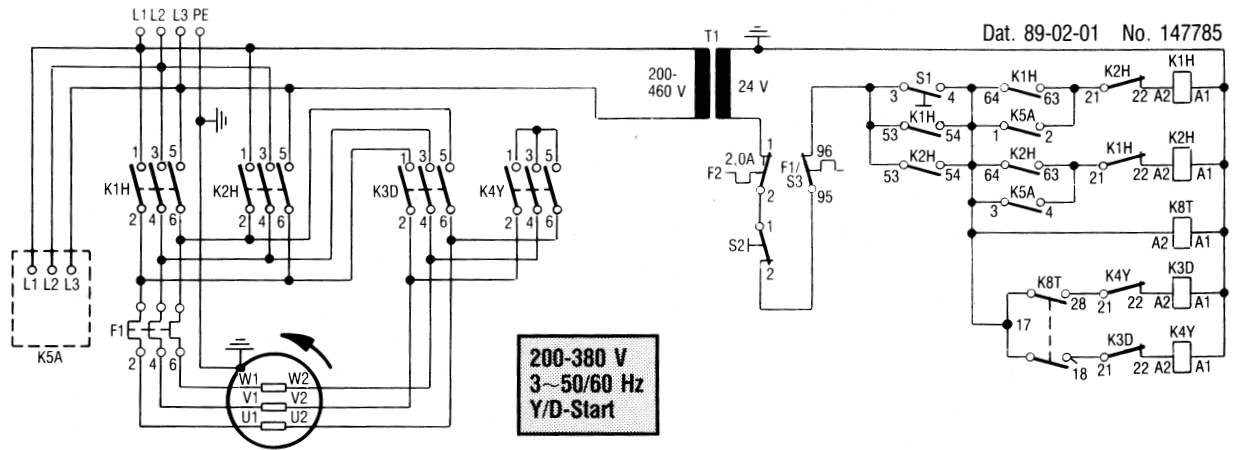 L1 L2 L3 PE
Dat. 89-02-01 No. 147785
T1
200-
460 V
24 V
S1
3 4
K1H
53 54
K2H
53 54
K1H
64 63
K5A
1 2
K2H
64 63
K5A
3 4
K2H
21 22
K1H
A2 A1
K1H
21 22
K2H
A2 A1
K8T
A2 A1
K8T
17 28
18
K4Y
21 22
K3D
A2 A1
K3D
21 22
K4Y
A2 A1
1
2,0A
F2
2
1
S2
2
96
F1/
S3
95
1 3 5
K1H
2 4 6
1 3 5
K2H
2 4 6
1 3 5
K3D
2 4 6
1 3 5
K4Y
2 4 6
L1 L2 L3
K5A
F1
2 4 6
W1 W2
V1 V2
U1 U2
200-380 V
3~50/60 Hz
Y/D-Start